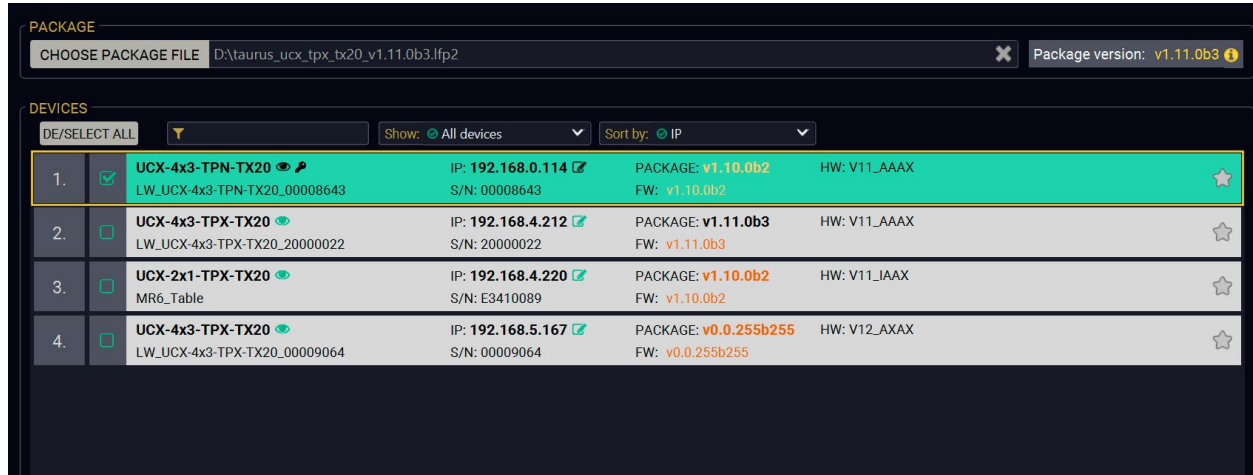 PACKAGE
CHOOSE PACKAGE FILE D:\taurus_ucx_tpx_tx20_v1.11.0b3.lfp2 Package version: v1.11.0b3
DEVICES
DE/SELECT ALL Show: All devices Sort by: IP
1. UCX-4x3-TPN-TX20 IP: 192.168.0.114 PACKAGE: v1.10.0b2 HW: V11_AAAX
LW_UCX-4x3-TPN-TX20_00008643 S/N: 00008643 FW: v1.10.0b2
2. UCX-4x3-TPX-TX20 IP: 192.168.4.212 PACKAGE: v1.11.0b3 HW: V11_AAAX
LW_UCX-4x3-TPX-TX20_20000022 S/N: 20000022 FW: v1.11.0b3
3. UCX-2x1-TPX-TX20 IP: 192.168.4.220 PACKAGE: v1.10.0b2 HW: V11_IAAX
MR6_Table S/N: E3410089 FW: v1.10.0b2
4. UCX-4x3-TPX-TX20 IP: 192.168.5.167 PACKAGE: v0.0.255b255 HW: V12_AXAX
LW_UCX-4x3-TPX-TX20_00009064 S/N: 00009064 FW: v0.0.255b255